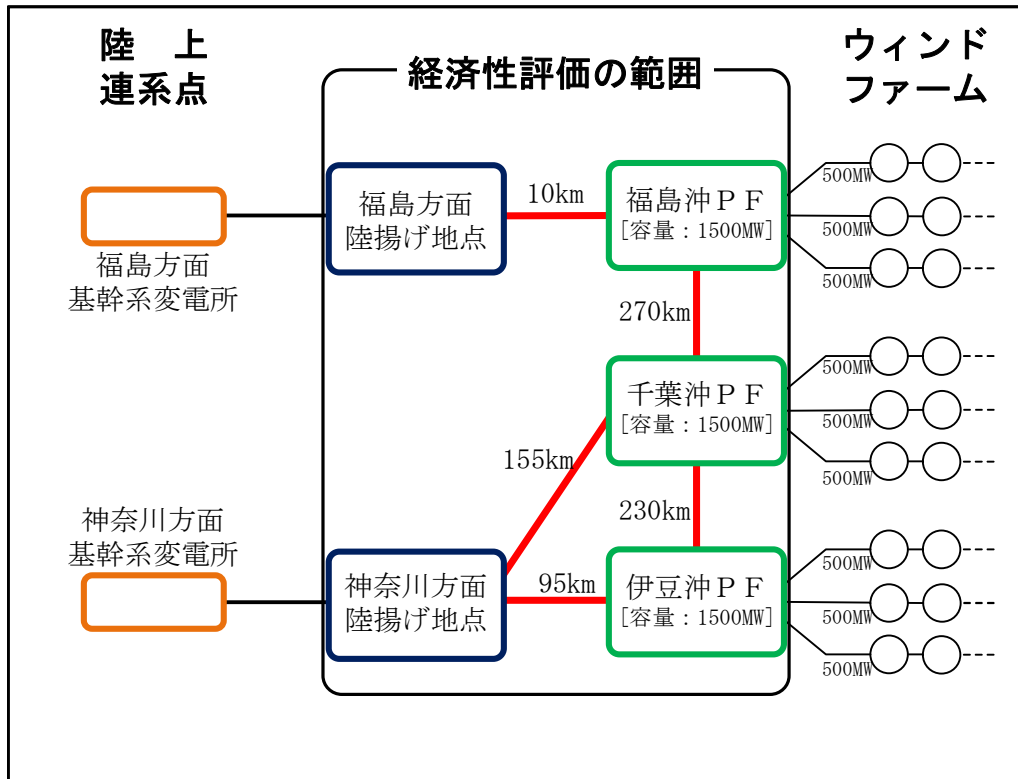 陸　上
連系点
経済性評価の範囲
ウィンド
ファーム
福島方面
基幹系変電所
福島方面
陸揚げ地点
10km
福島沖ＰＦ
[容量：1500MW]
500MW
500MW
500MW
270km
千葉沖ＰＦ
[容量：1500MW]
500MW
500MW
500MW
155km
230km
神奈川方面
基幹系変電所
神奈川方面
陸揚げ地点
95km
伊豆沖ＰＦ
[容量：1500MW]
500MW
500MW
500MW